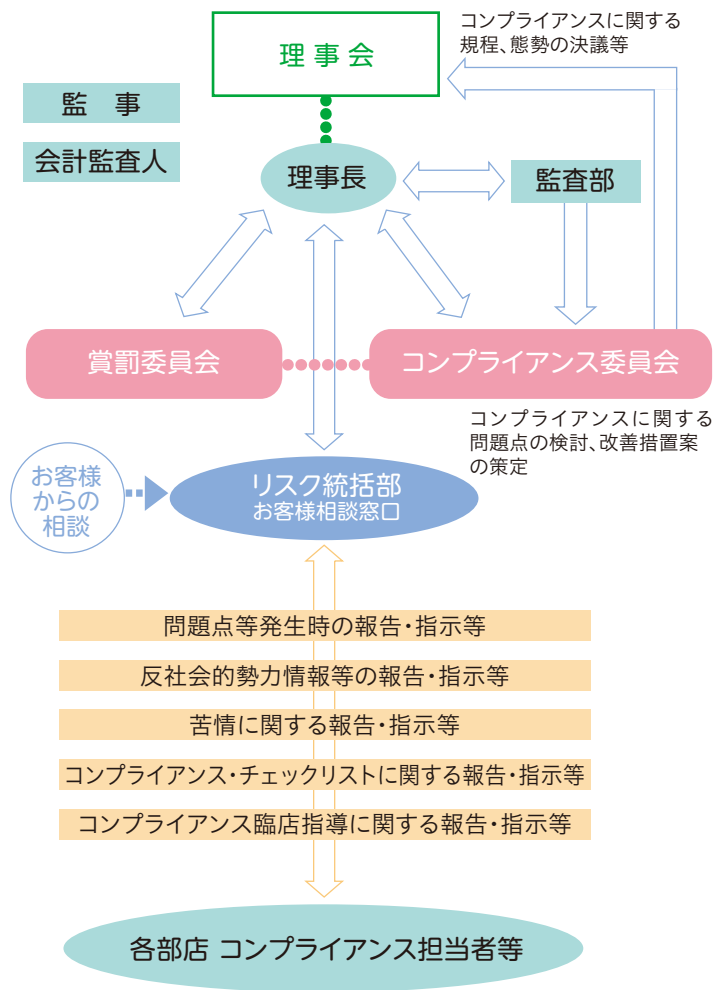 コンプライアンスに関する
規程、態勢の決議等
理事会
監　事
会計監査人
理事長
監査部
賞罰委員会
コンプライアンス委員会
コンプライアンスに関する
問題点の検討、改善措置案
の策定
お客様
からの
相談
リスク統括部
お客様相談窓口
問題点等発生時の報告・指示等
反社会的勢力情報等の報告・指示等
苦情に関する報告・指示等
コンプライアンス・チェックリストに関する報告・指示等
コンプライアンス臨店指導に関する報告・指示等
各部店 コンプライアンス担当者等